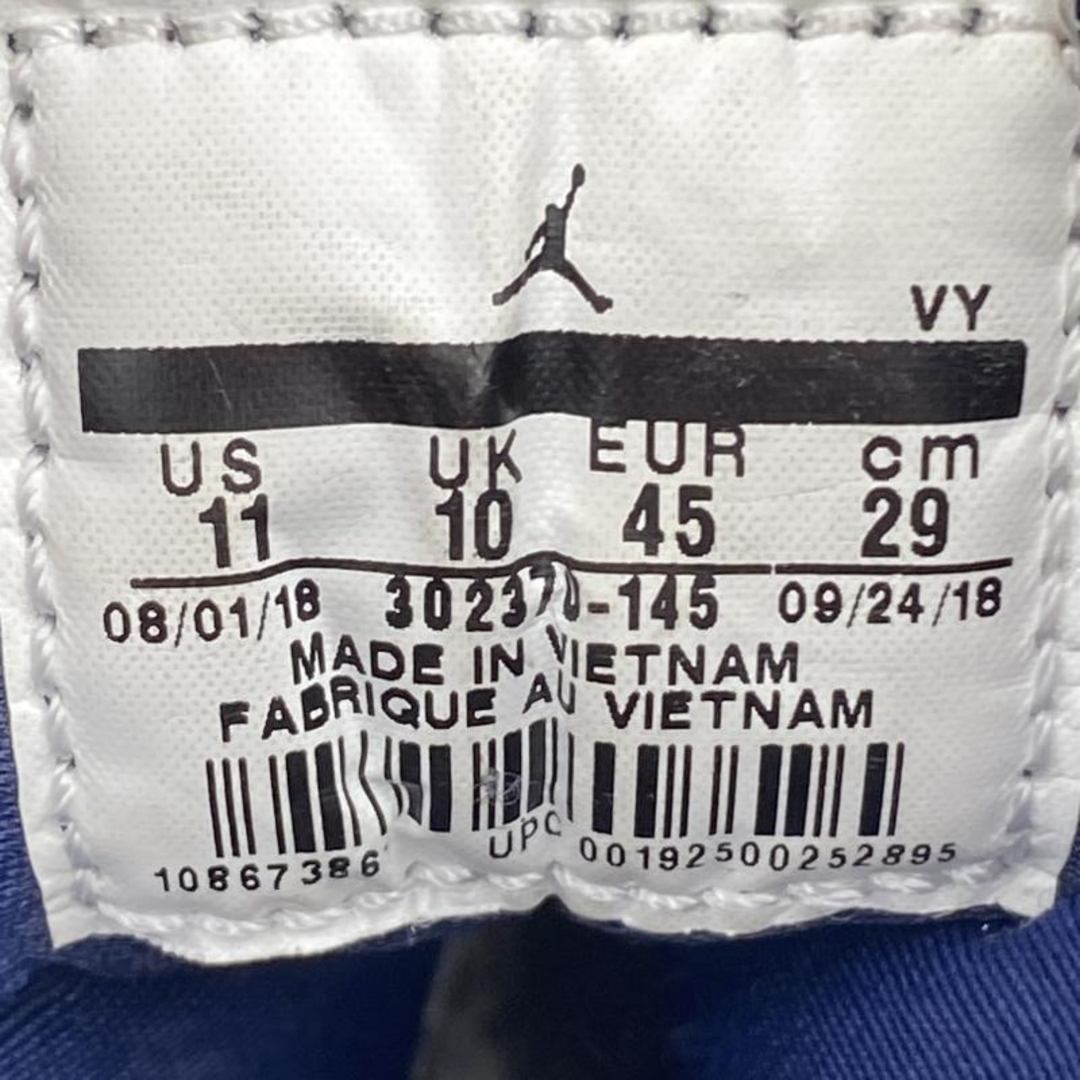 VY
US UK EUR cm
11 10 45 29
08/01/18 302370-145 09/24/18
MADE IN VIETNAM
FABRIQUE AU VIETNAM
10867386 UPC 00192500252895